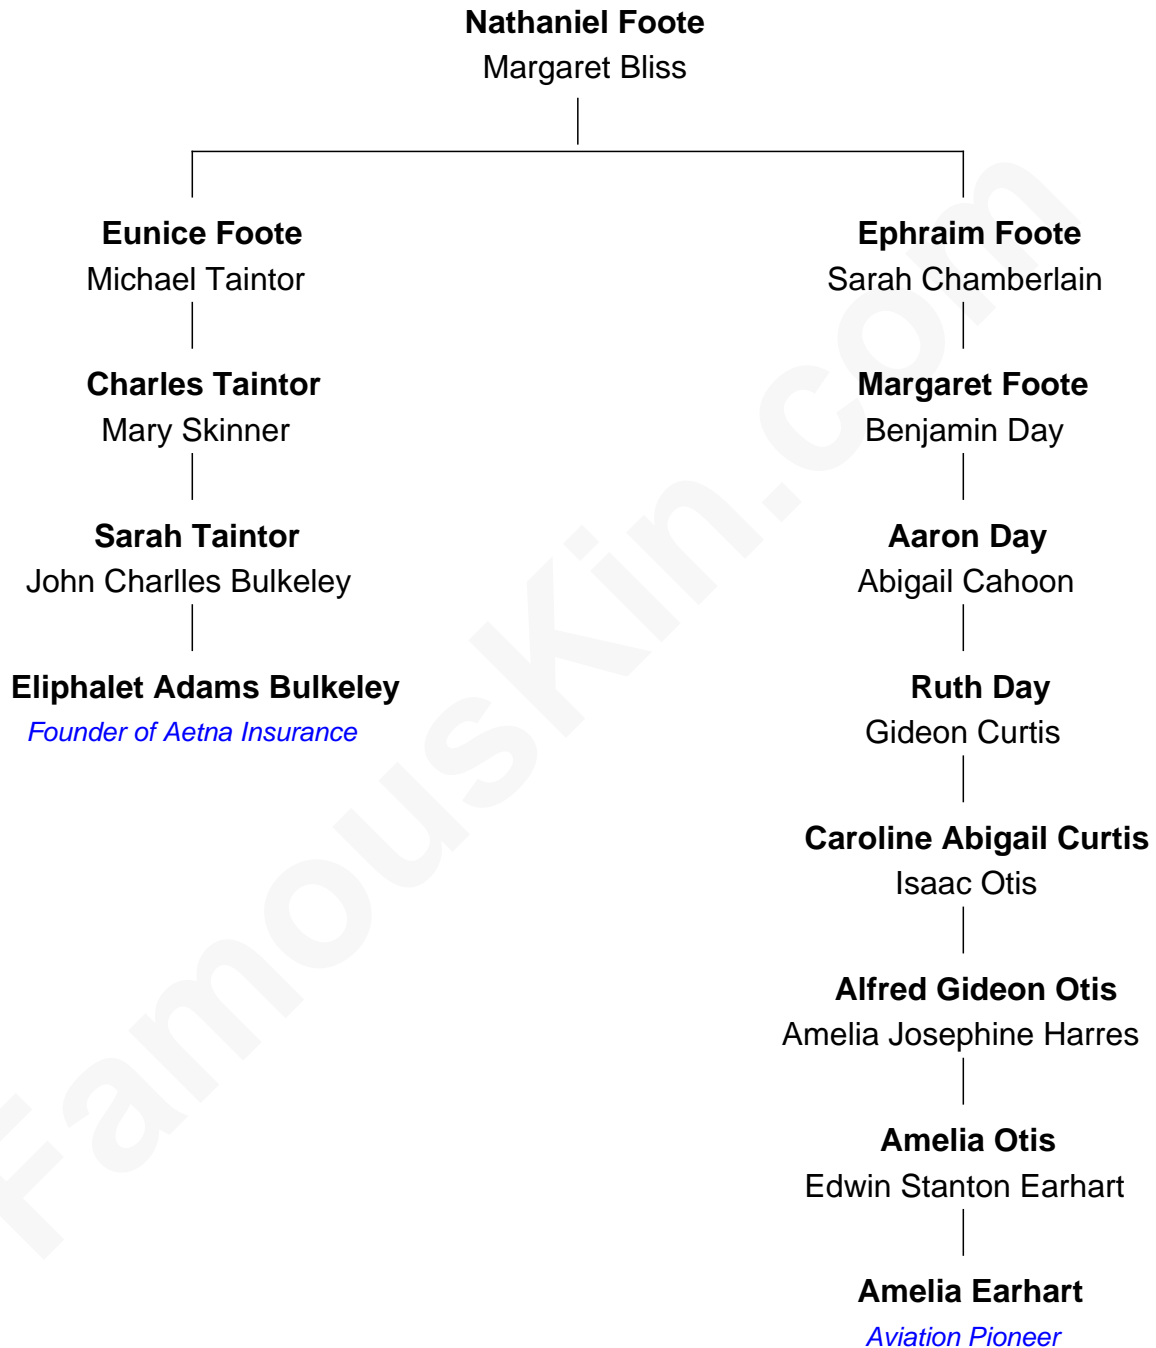 Nathaniel Foote
Margaret Bliss
Eunice Foote
Michael Taintor
Charles Taintor
Mary Skinner
Sarah Taintor
John Charlles Bulkeley
Eliphalet Adams Bulkeley
Founder of Aetna Insurance
Ephraim Foote
Sarah Chamberlain
Margaret Foote
Benjamin Day
Aaron Day
Abigail Cahoon
Ruth Day
Gideon Curtis
Caroline Abigail Curtis
Isaac Otis
Alfred Gideon Otis
Amelia Josephine Harres
Amelia Otis
Edwin Stanton Earhart
Amelia Earhart
Aviation Pioneer
FamousKin.com